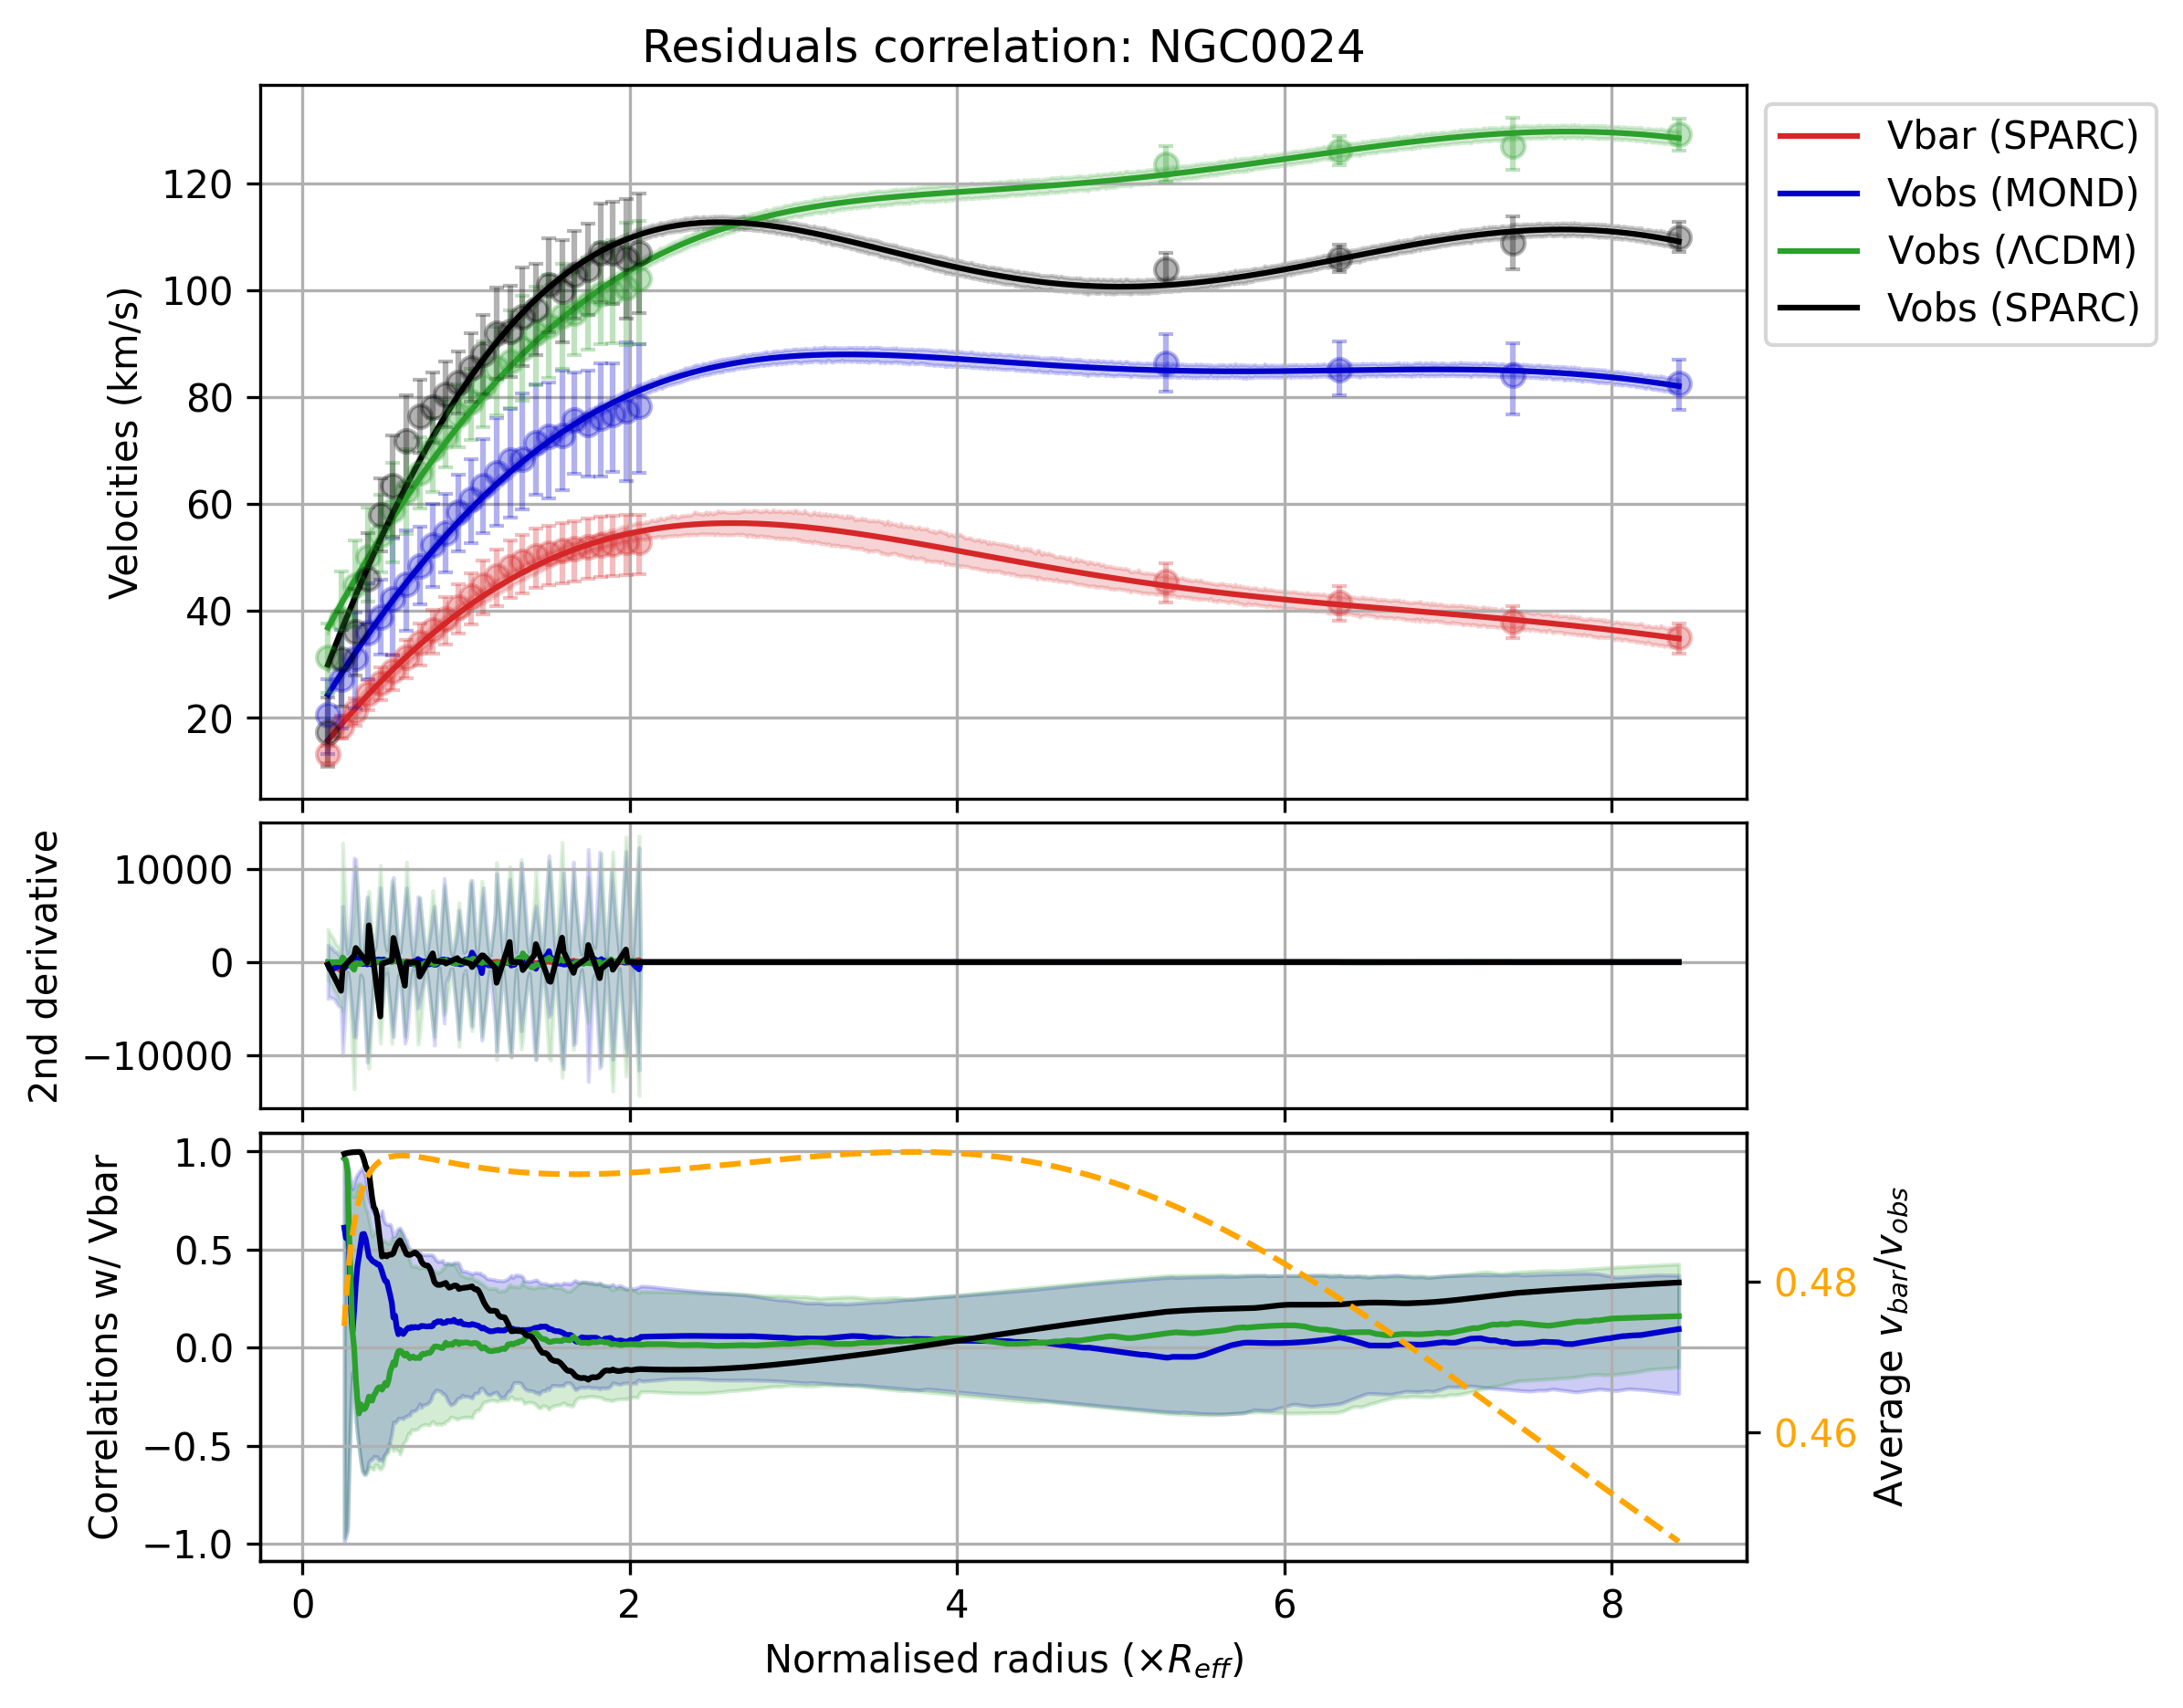 Residuals correlation: NGC0024
Velocities (km/s)
120
100
80
60
40
20
Vbar (SPARC)
Vobs (MOND)
Vobs (ΛCDM)
Vobs (SPARC)
2nd derivative
10000
0
−10000
Correlations w/ Vbar
1.0
0.5
0.0
−0.5
−1.0
0.48
0.46
Average v_bar/v_obs
0 2 4 6 8
Normalised radius (×R_eff)